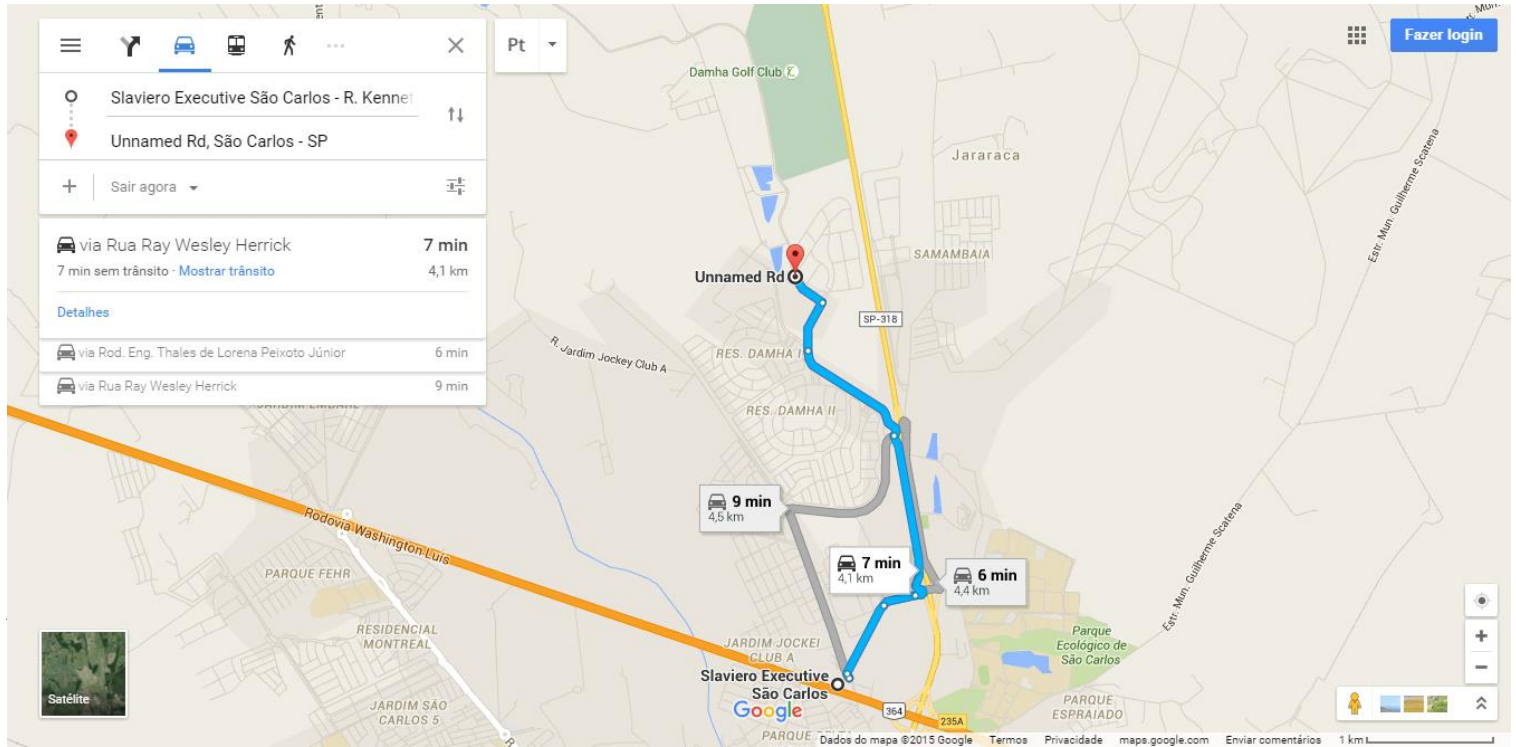 Slaviero Executive São Carlos - R. Kennet
Unnamed Rd, São Carlos - SP
Sair agora
via Rua Ray Wesley Herrick 7 min
7 min sem trânsito · Mostrar trânsito 4,1 km
Detalhes
via Rod. Eng. Thales de Lorena Peixoto Júnior 6 min
via Rua Ray Wesley Herrick 9 min
Pt
Fazer login
Damha Golf Club
Jararaca
Estr. Mun. Guilherme Scatena
SAMAMBAIA
Unnamed Rd
SP-318
R. Jardim Jockey Club A
RES. DAMHA I
RES. DAMHA II
JARDIM EMBARÉ
9 min
4,5 km
Rodovia Washington Luis
7 min
4,1 km
6 min
4,4 km
PARQUE FEHR
Estr. Mun. Guilherme Scatena
RESIDENCIAL
MONTREAL
JARDIM JOCKEI
CLUB A
Parque
Ecológico de
São Carlos
Slaviero Executive
São Carlos
Satélite
JARDIM SÃO
CARLOS 5
Google
364
235A
PARQUE
ESPRAIADO
PARQUE
Dados do mapa ©2015 Google Termos Privacidade maps.google.com Enviar comentários 1 km